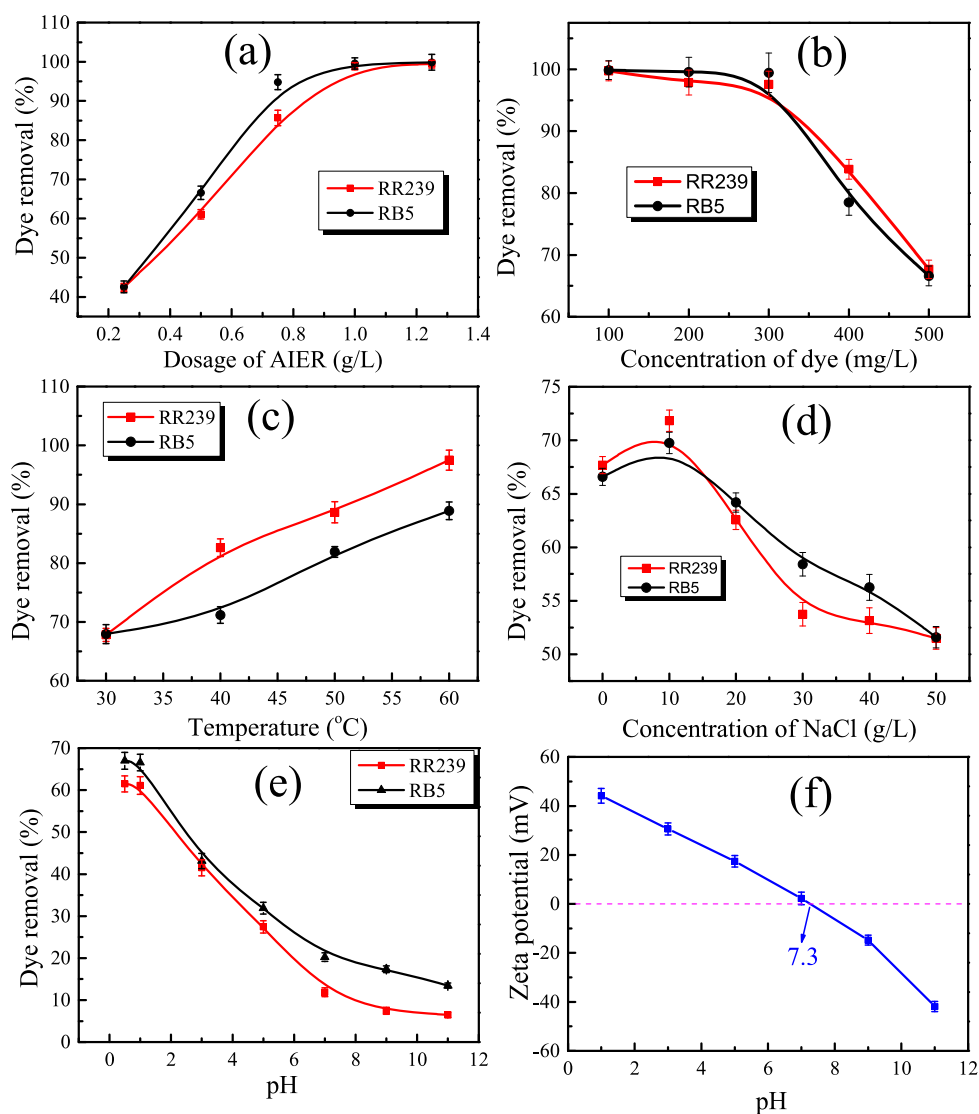 (a)
Dye removal (%)
100
90
80
70
60
50
40
RR239
RB5
0.2 0.4 0.6 0.8 1.0 1.2 1.4
Dosage of AIER (g/L)
(b)
Dye removal (%)
100
90
80
70
60
RR239
RB5
100 200 300 400 500
Concentration of dye (mg/L)
(c)
Dye removal (%)
110
100
90
80
70
60
RR239
RB5
30 35 40 45 50 55 60
Temperature (°C)
(d)
Dye removal (%)
75
70
65
60
55
50
RR239
RB5
0 10 20 30 40 50
Concentration of NaCl (g/L)
(e)
Dye removal (%)
70
60
50
40
30
20
10
0
RR239
RB5
0 2 4 6 8 10 12
pH
(f)
Zeta potential (mV)
60
40
20
0
-20
-40
-60
7.3
0 2 4 6 8 10 12
pH